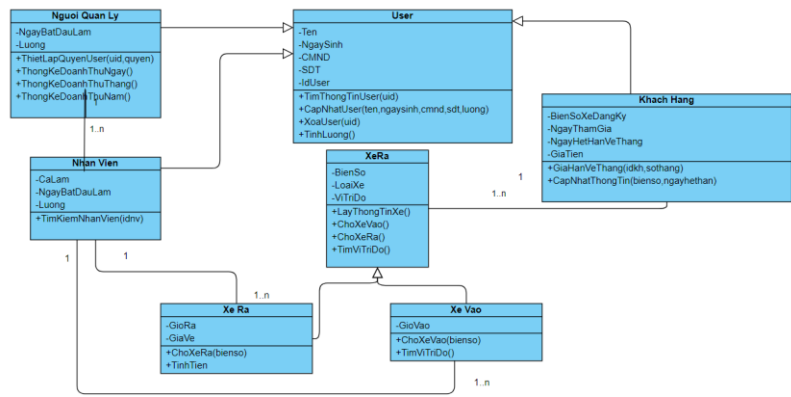 Nguoi Quan Ly
-NgayBatDauLam
-Luong
+ThietLapQuyenUser(uid,quyen)
+ThongKeDoanhThuNgay()
+ThongKeDoanhThuThang()
+ThongKeDoanhThuNam()
1
1..n
User
-Ten
-NgaySinh
-CMND
-SDT
-IdUser
+TimThongTinUser(uid)
+CapNhatUser(ten,ngaysinh,cmnd,sdt,luong)
+XoaUser(uid)
+TinhLuong()
Khach Hang
-BienSoXeDangKy
-NgayThamGia
-NgayHetHanVeThang
-GiaTien
+GiaHanVeThang(idkh,sothang)
+CapNhatThongTin(bienso,ngayhethan)
Nhan Vien
-CaLam
-NgayBatDauLam
-Luong
+TimKiemNhanVien(idnv)
XeRa
-BienSo
-LoaiXe
-ViTriDo
+LayThongTinXe()
+ChoXeVao()
+ChoXeRa()
+TimViTriDo()
1
1..n
1
1
1..n
Xe Ra
-GioRa
-GiaVe
+ChoXeRa(bienso)
+TinhTien
Xe Vao
-GioVao
+ChoXeVao(bienso)
+TimViTriDo()
1..n